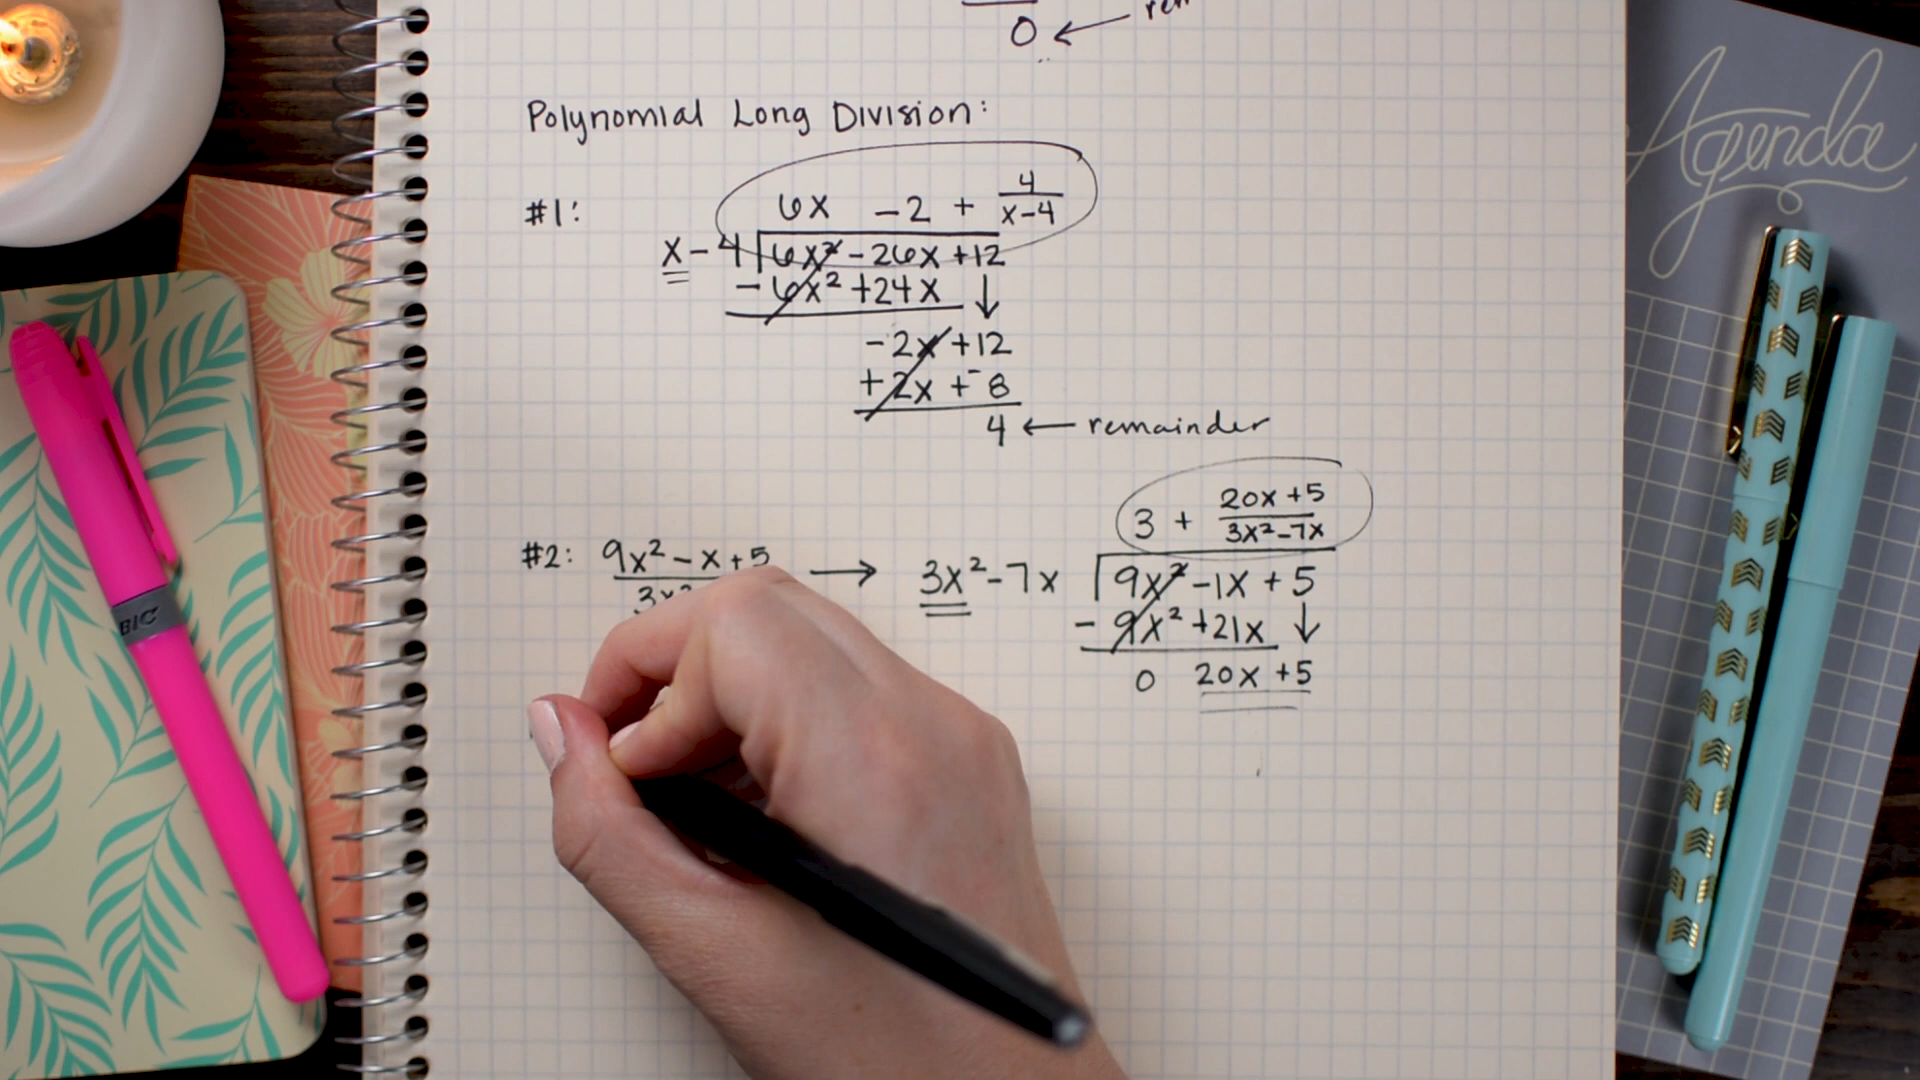 0 ←
Polynomial Long Division:
#1:
6x - 2 + 4/(x-4)
x - 4 | 6x² - 26x + 12
- 6x² + 24x ↓
- 2x + 12
+ 2x + -8
4 ← remainder
3 + (20x + 5)/(3x² - 7x)
#2: 9x² - x + 5 → 3x² - 7x | 9x² - 1x + 5
- 9x² + 21x ↓
0 20x + 5
BIC
Agenda